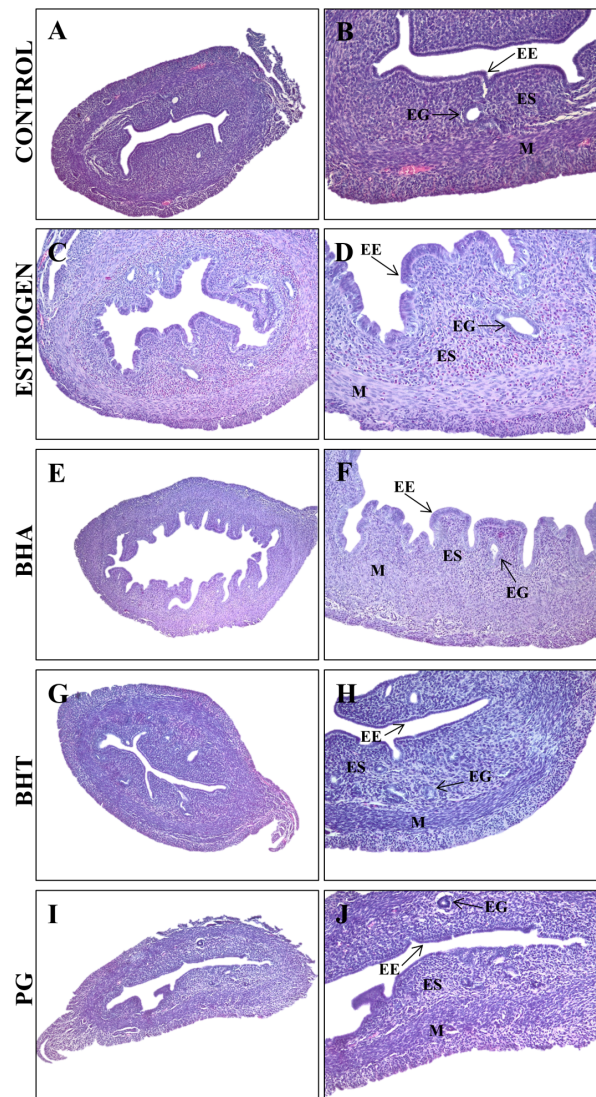 CONTROL
A
B
EE
ES
EG
M
ESTROGEN
C
D
EE
EG
ES
M
BHA
E
F
EE
ES
M
EG
BHT
G
H
EE
ES
EG
M
PG
I
J
EG
EE
ES
M